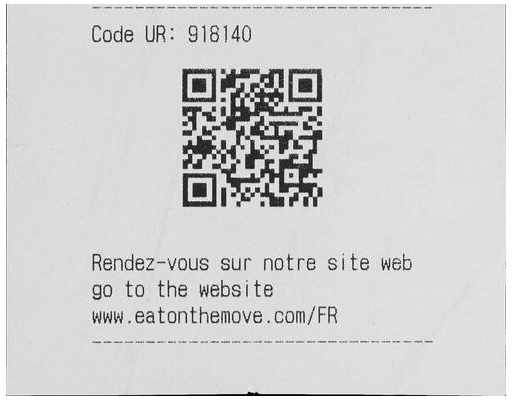 Code UR: 918140
Rendez-vous sur notre site web
go to the website
www.eatonthemove.com/FR